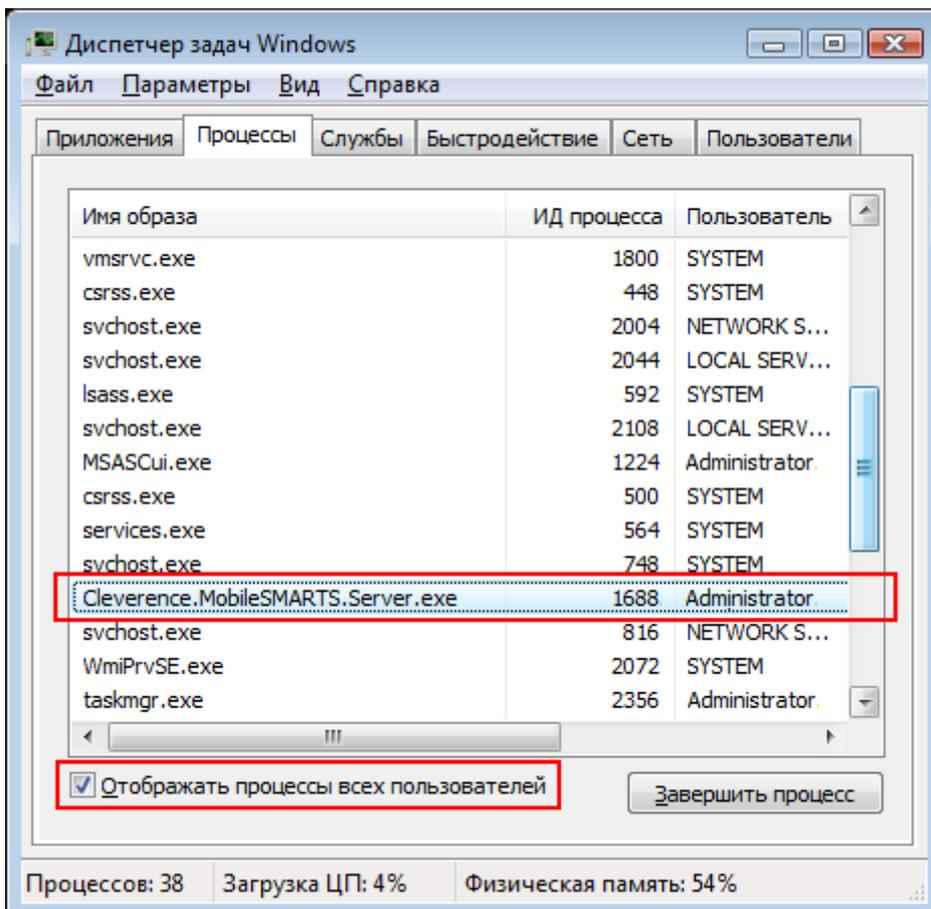 Диспетчер задач Windows
Файл Параметры Вид Справка
Приложения Процессы Службы Быстродействие Сеть Пользователи
Имя образа ИД процесса Пользователь
vmsrvc.exe 1800 SYSTEM
csrss.exe 448 SYSTEM
svchost.exe 2004 NETWORK S...
svchost.exe 2044 LOCAL SERV...
lsass.exe 592 SYSTEM
svchost.exe 2108 LOCAL SERV...
MSASCui.exe 1224 Administrator
csrss.exe 500 SYSTEM
services.exe 564 SYSTEM
svchost.exe 748 SYSTEM
Cleverence.MobileSMARTS.Server.exe 1688 Administrator
svchost.exe 816 NETWORK S...
WmiPrvSE.exe 2072 SYSTEM
taskmgr.exe 2356 Administrator
Отображать процессы всех пользователей Завершить процесс
Процессов: 38 Загрузка ЦП: 4% Физическая память: 54%